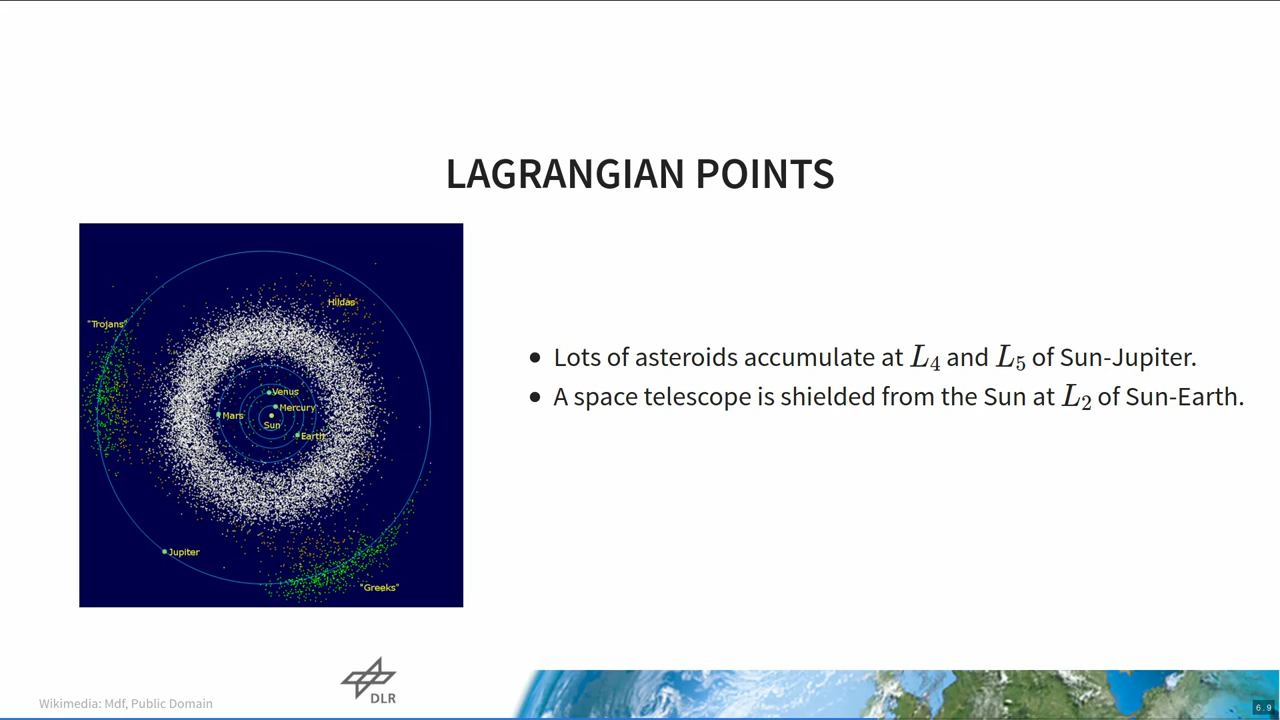 LAGRANGIAN POINTS
Hildas
"Trojans"
Venus
Mercury
Mars
Sun
Earth
Jupiter
"Greeks"
Lots of asteroids accumulate at L₄ and L₅ of Sun-Jupiter.
A space telescope is shielded from the Sun at L₂ of Sun-Earth.
DLR
Wikimedia: Mdf, Public Domain
6.9